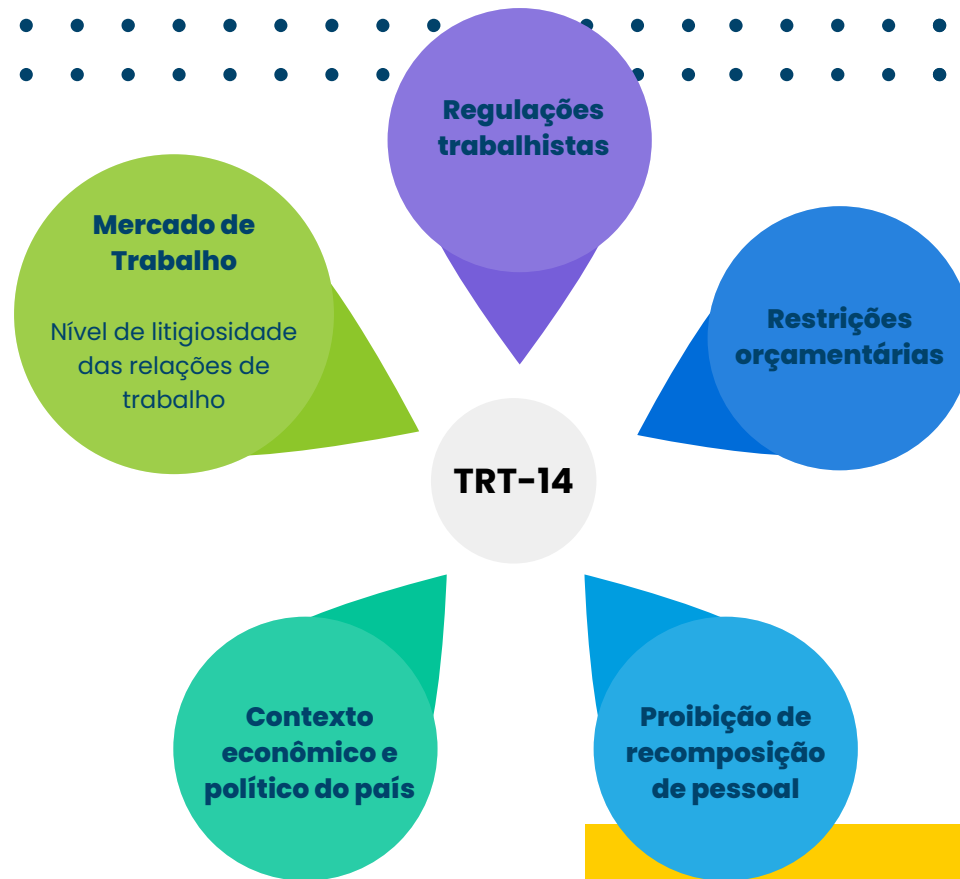 Regulações
trabalhistas
Mercado de
Trabalho
Nível de litigiosidade
das relações de
trabalho
Restrições
orçamentárias
TRT-14
Contexto
econômico e
político do país
Proibição de
recomposição
de pessoal